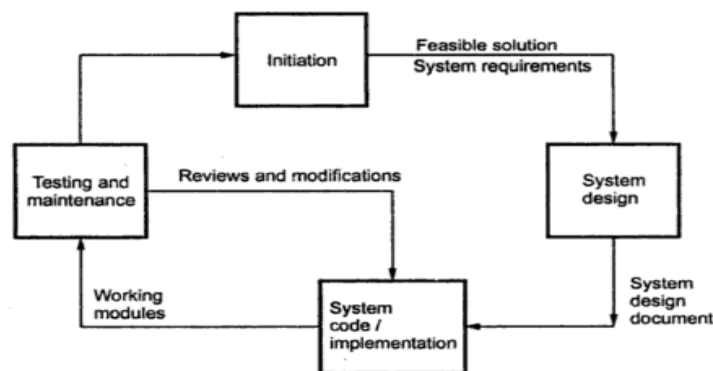 Initiation
Feasible solution
System requirements
Testing and
maintenance
Reviews and modifications
System
design
Working
modules
System
code /
implementation
System
design
document